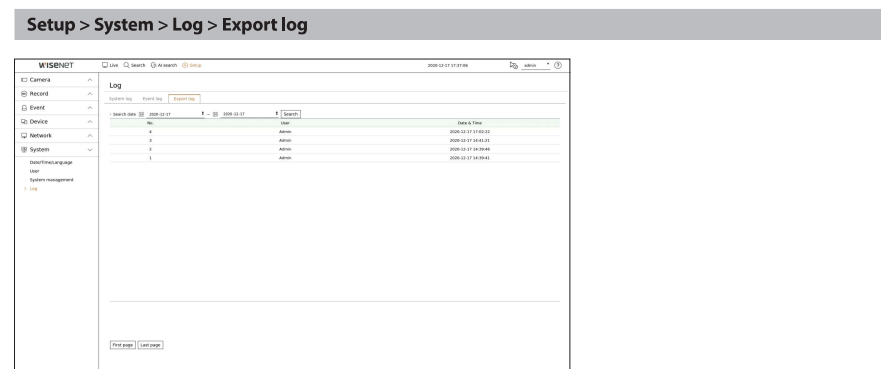 Setup > System > Log > Export log
WISENET
Live Search AI search Setup 2020-12-17 17:37:06 admin ?
Camera
Record
Event
Device
Network
System
Date/Time/Language
User
System management
> Log
Log
System log Event log Export log
Search date 2020-12-17 ~ 2020-12-17 Search
No. User Date & Time
4 Admin 2020-12-17 17:02:22
3 Admin 2020-12-17 14:41:21
2 Admin 2020-12-17 14:39:46
1 Admin 2020-12-17 14:39:41
First page Last page